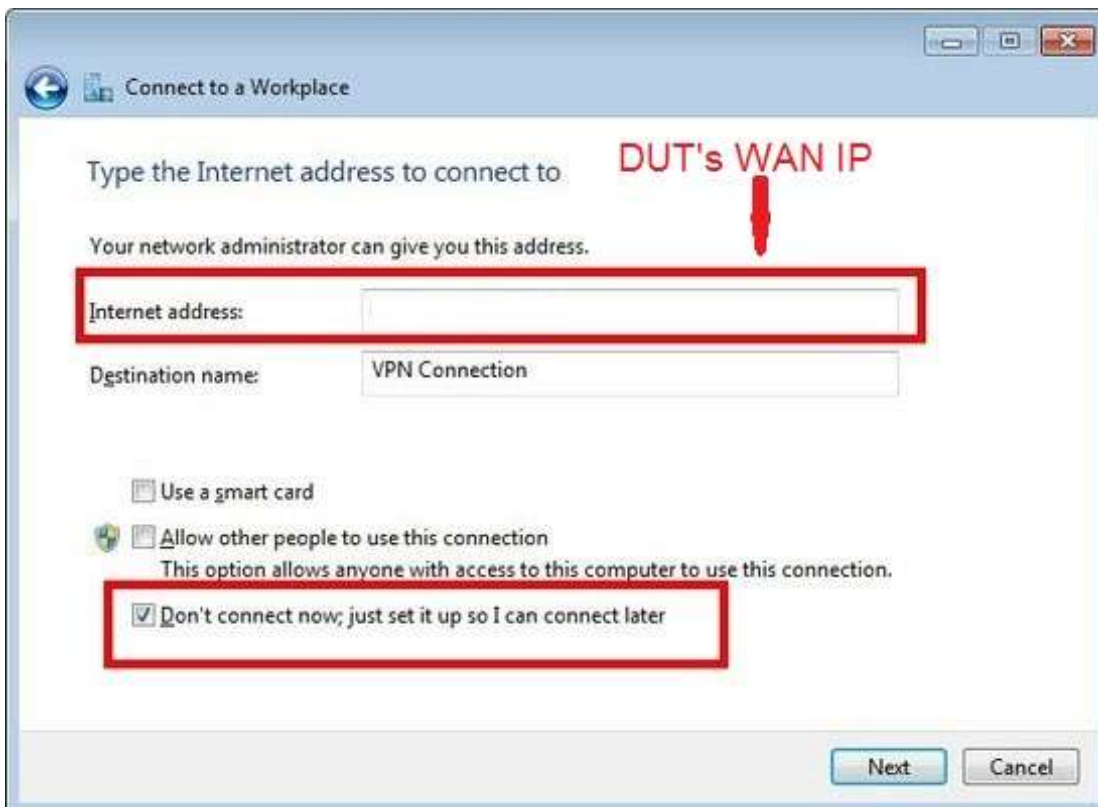 Connect to a Workplace
Type the Internet address to connect to
DUT's WAN IP
Your network administrator can give you this address.
Internet address:
Destination name:
VPN Connection
Use a smart card
Allow other people to use this connection
This option allows anyone with access to this computer to use this connection.
Don't connect now; just set it up so I can connect later
Next
Cancel